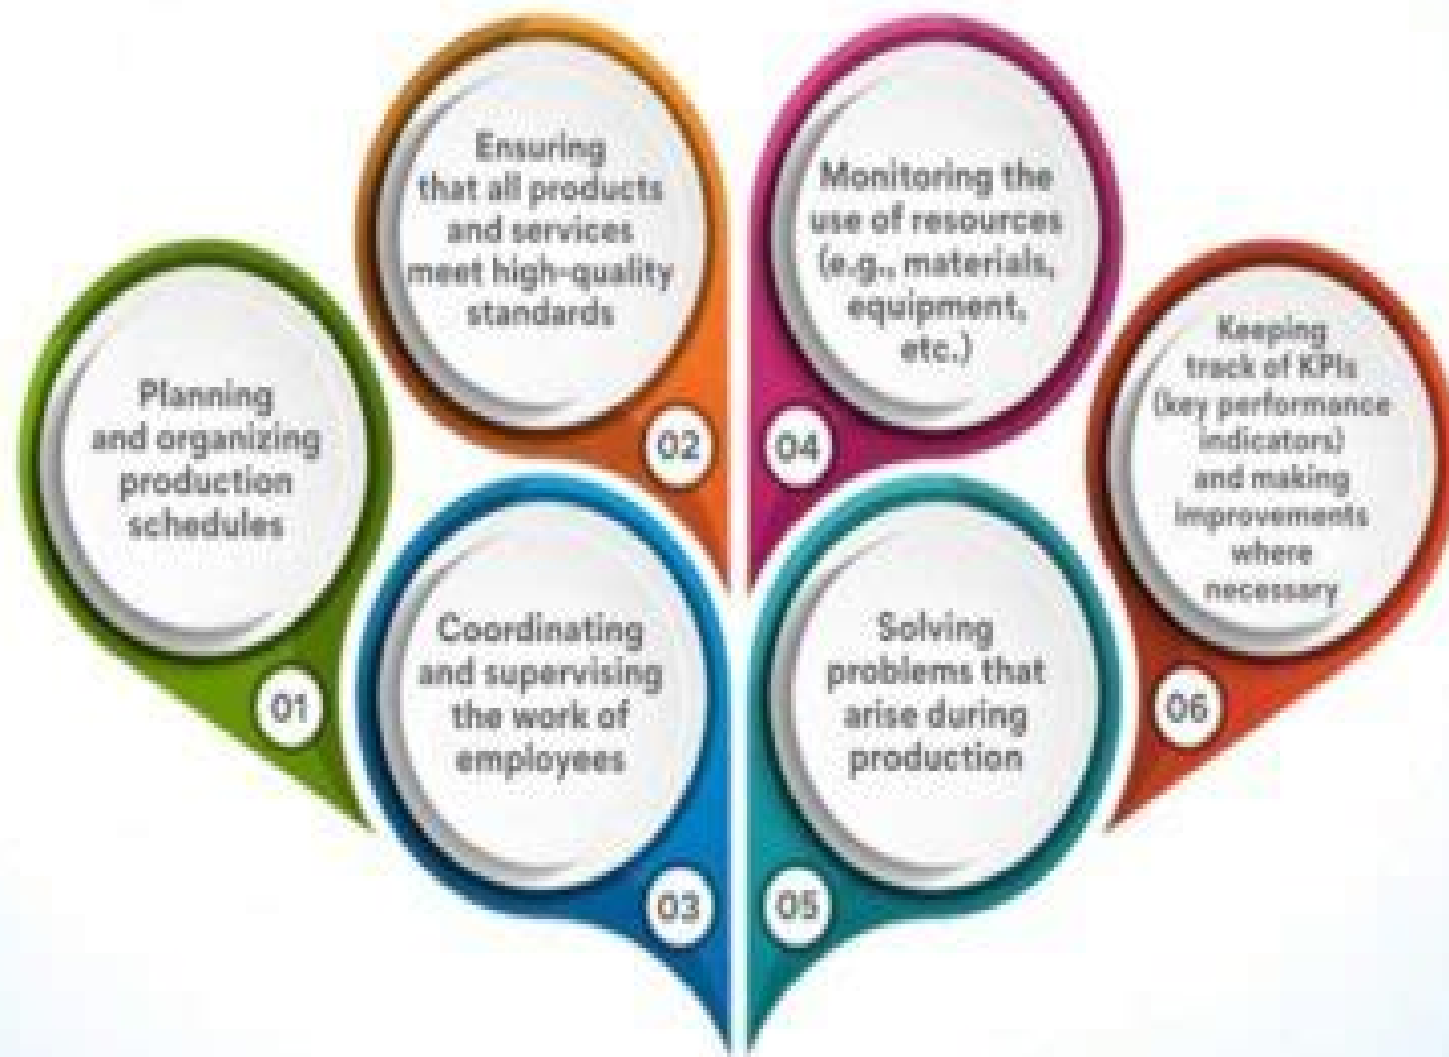 Planning
and organizing
production
schedules
01
Ensuring
that all products
and services
meet high-quality
standards
02
Coordinating
and supervising
the work of
employees
03
Monitoring the
use of resources
(e.g., materials,
equipment,
etc.)
04
Solving
problems that
arise during
production
05
Keeping
track of KPIs
(key performance
indicators)
and making
improvements
where
necessary
06